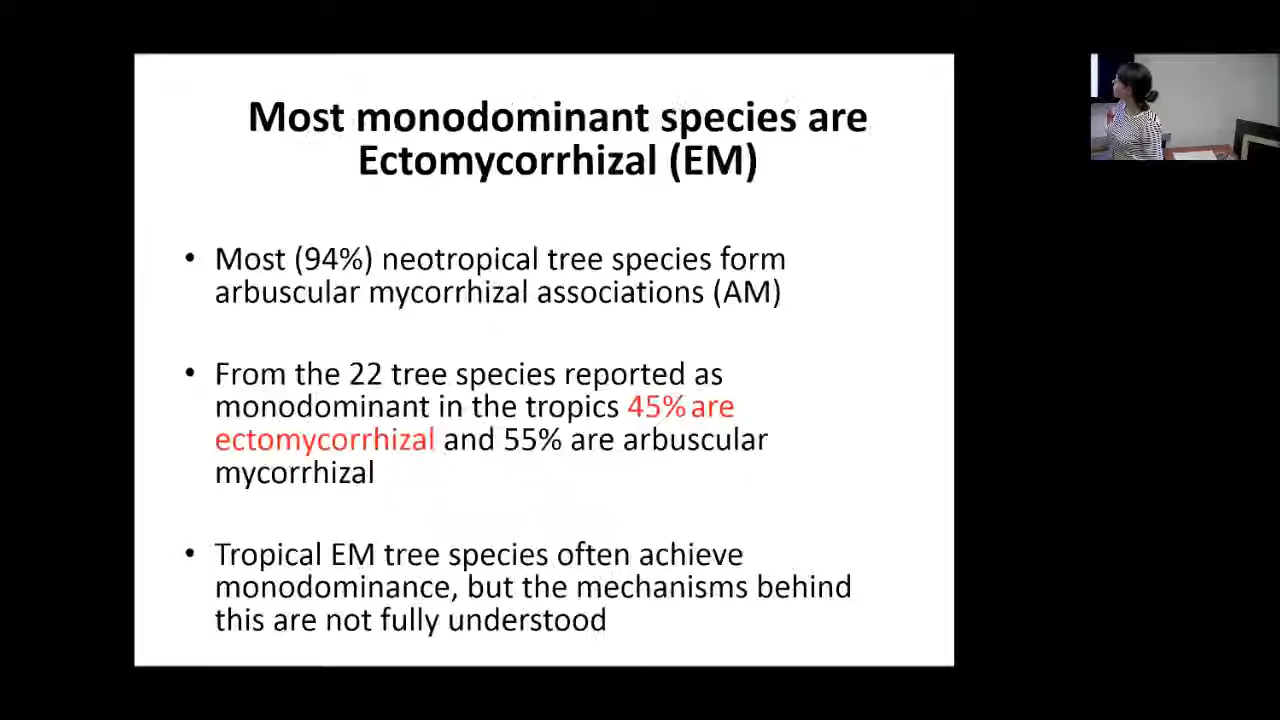 Most monodominant species are
Ectomycorrhizal (EM)
• Most (94%) neotropical tree species form
arbuscular mycorrhizal associations (AM)
• From the 22 tree species reported as
monodominant in the tropics 45% are
ectomycorrhizal and 55% are arbuscular
mycorrhizal
• Tropical EM tree species often achieve
monodominance, but the mechanisms behind
this are not fully understood